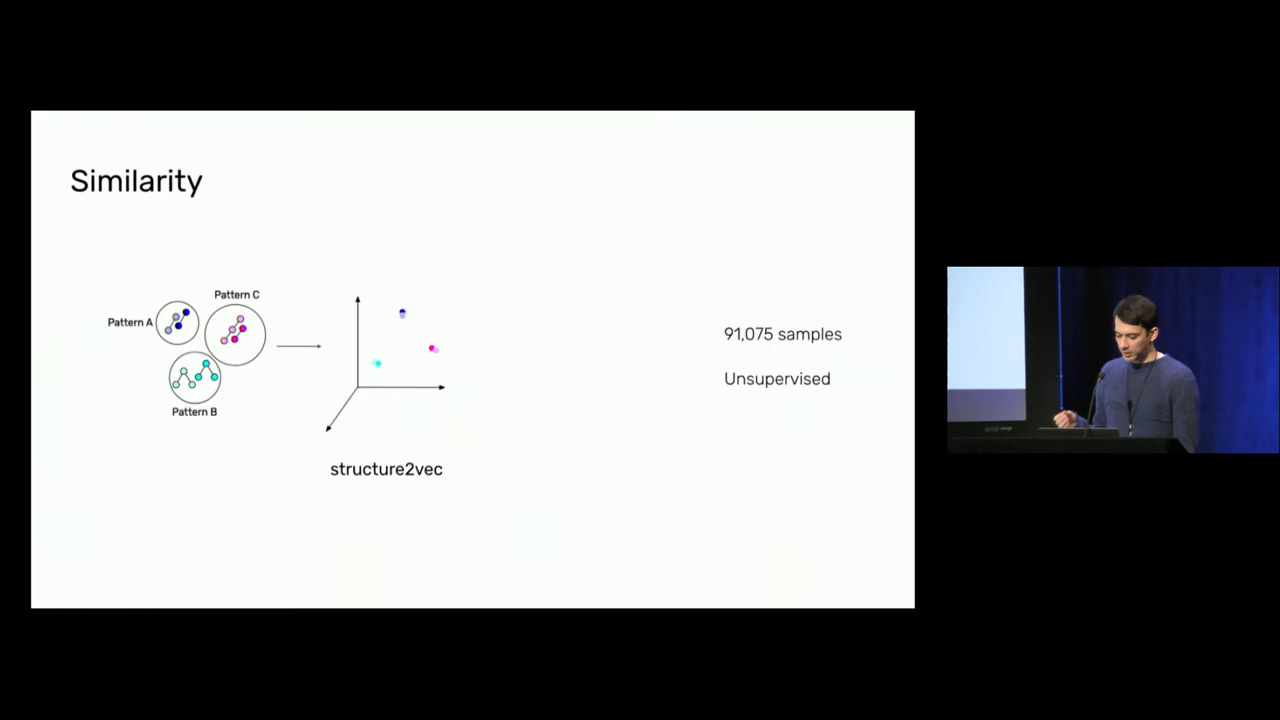 Similarity
Pattern C
Pattern A
Pattern B
structure2vec
91,075 samples
Unsupervised